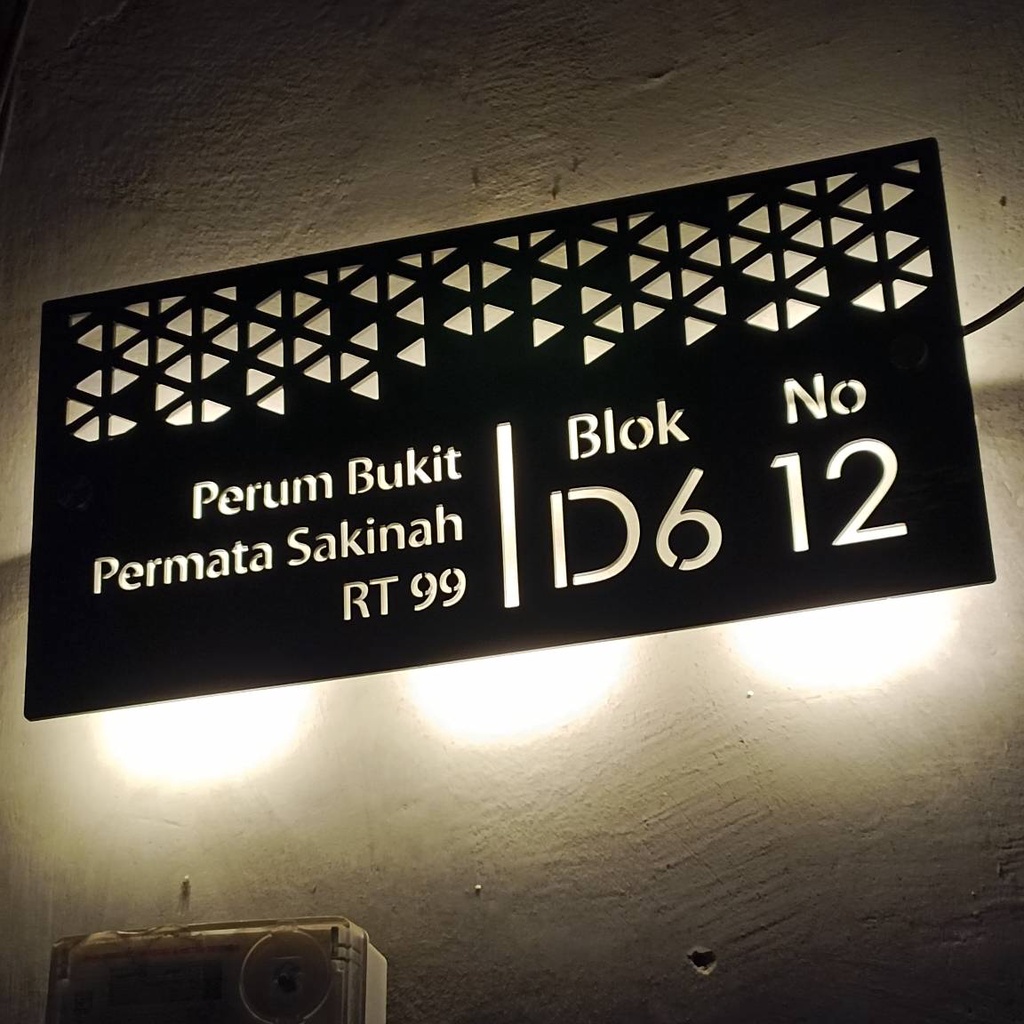 Perum Bukit
Permata Sakinah
RT 99
Blok
D6
No
12